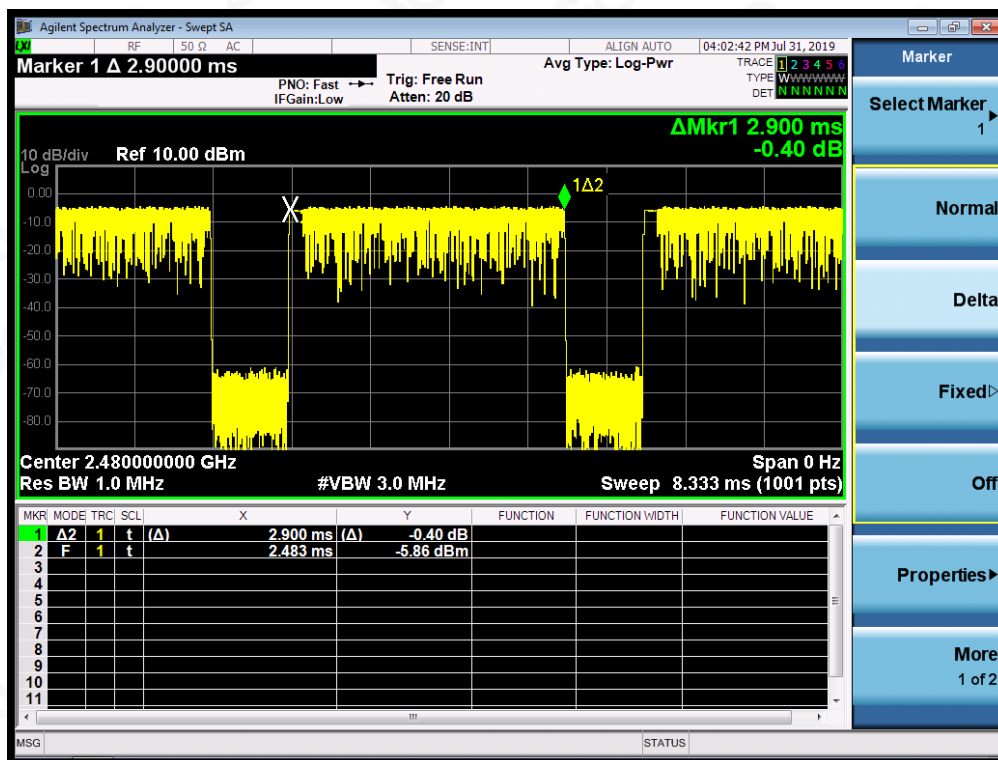 Agilent Spectrum Analyzer - Swept SA
LXI RF 50 Ω AC SENSE:INT ALIGN AUTO 04:02:42 PM Jul 31, 2019
Marker 1 Δ 2.90000 ms
PNO: Fast
IFGain:Low
Trig: Free Run
Atten: 20 dB
Avg Type: Log-Pwr
TRACE 1 2 3 4 5 6
TYPE WWWWWWW
DET N N N N N N
ΔMkr1 2.900 ms
-0.40 dB
10 dB/div Ref 10.00 dBm
Log
0.00
-10.0
-20.0
-30.0
-40.0
-50.0
-60.0
-70.0
-80.0
1Δ2
Center 2.480000000 GHz Span 0 Hz
Res BW 1.0 MHz #VBW 3.0 MHz Sweep 8.333 ms (1001 pts)
MKR MODE TRC SCL X Y FUNCTION FUNCTION WIDTH FUNCTION VALUE
1 Δ2 1 t (Δ) 2.900 ms (Δ) -0.40 dB
2 F 1 t 2.483 ms -5.86 dBm
3
4
5
6
7
8
9
10
11
MSG STATUS
Marker
Select Marker
1
Normal
Delta
Fixed
Off
Properties
More
1 of 2